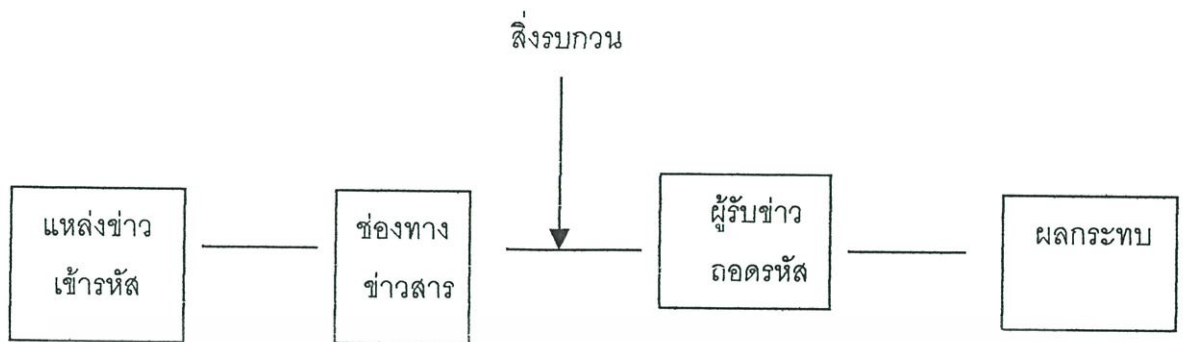 สิ่งรบกวน
แหล่งข่าว
เข้ารหัส
ช่องทาง
ข่าวสาร
ผู้รับข่าว
ถอดรหัส
ผลกระทบ